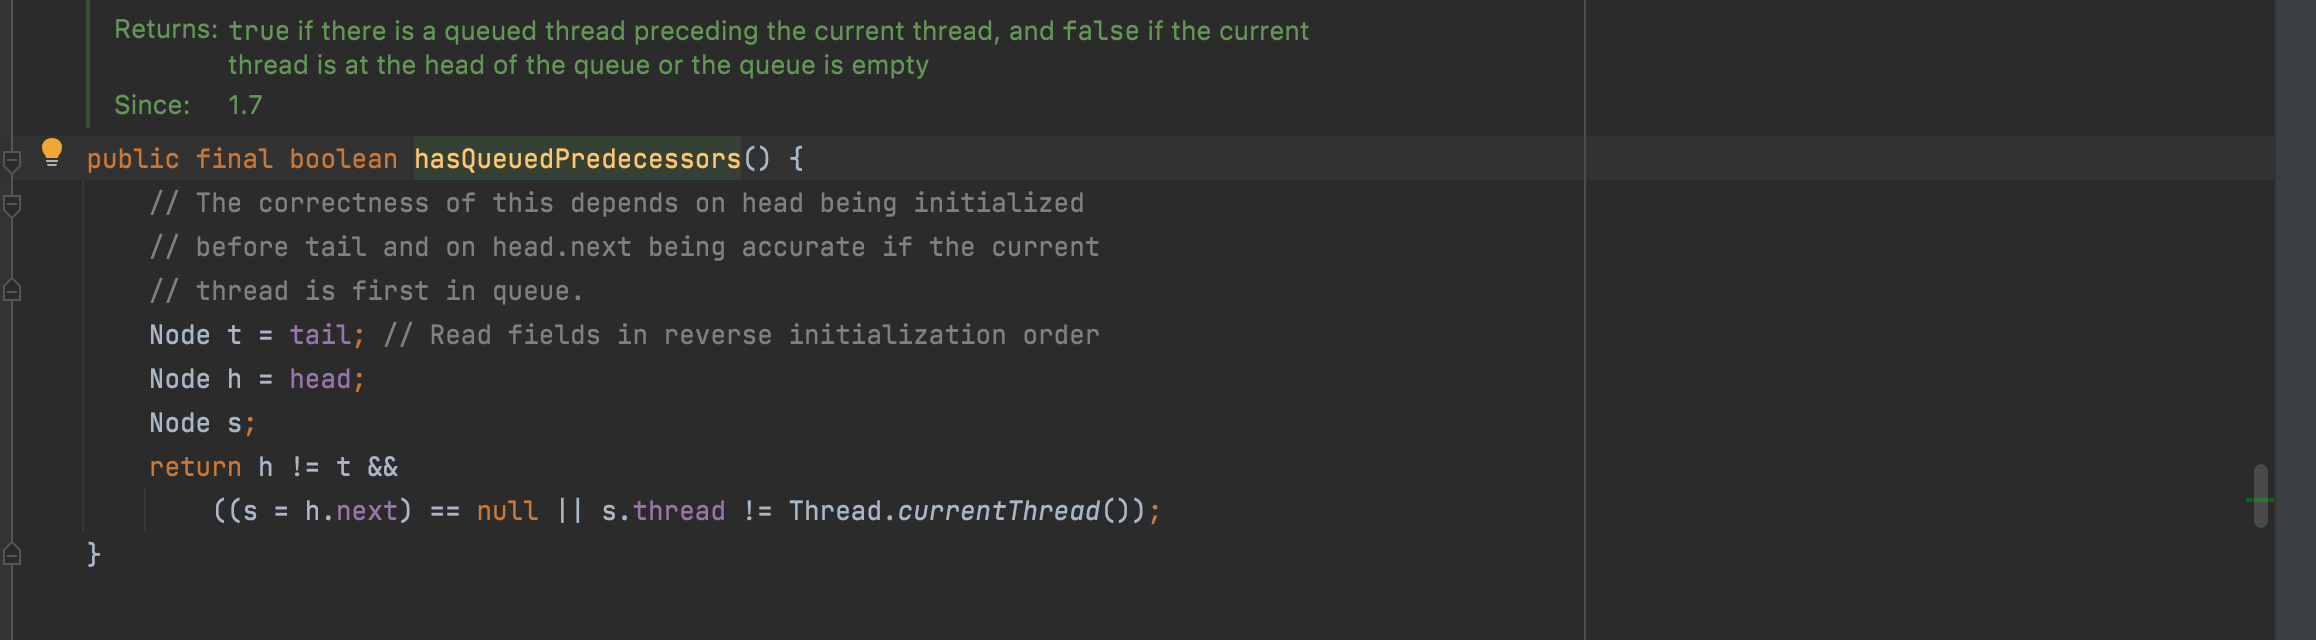 Returns: true if there is a queued thread preceding the current thread, and false if the current
thread is at the head of the queue or the queue is empty
Since: 1.7
public final boolean hasQueuedPredecessors() {
// The correctness of this depends on head being initialized
// before tail and on head.next being accurate if the current
// thread is first in queue.
Node t = tail; // Read fields in reverse initialization order
Node h = head;
Node s;
return h != t &&
((s = h.next) == null || s.thread != Thread.currentThread());
}